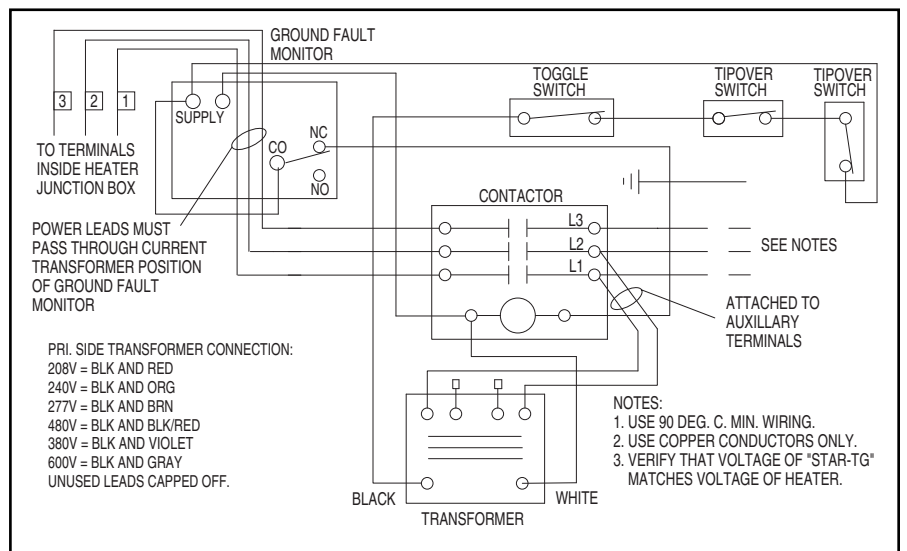 GROUND FAULT
MONITOR
3 2 1
SUPPLY
CO
NC
NO
TO TERMINALS
INSIDE HEATER
JUNCTION BOX
POWER LEADS MUST
PASS THROUGH CURRENT
TRANSFORMER POSITION
OF GROUND FAULT
MONITOR
TOGGLE
SWITCH
TIPOVER
SWITCH
TIPOVER
SWITCH
CONTACTOR
L3
L2
L1
SEE NOTES
ATTACHED TO
AUXILLARY
TERMINALS
PRI. SIDE TRANSFORMER CONNECTION:
208V = BLK AND RED
240V = BLK AND ORG
277V = BLK AND BRN
480V = BLK AND BLK/RED
380V = BLK AND VIOLET
600V = BLK AND GRAY
UNUSED LEADS CAPPED OFF.
BLACK
WHITE
TRANSFORMER
NOTES:
1. USE 90 DEG. C. MIN. WIRING.
2. USE COPPER CONDUCTORS ONLY.
3. VERIFY THAT VOLTAGE OF "STAR-TG"
MATCHES VOLTAGE OF HEATER.